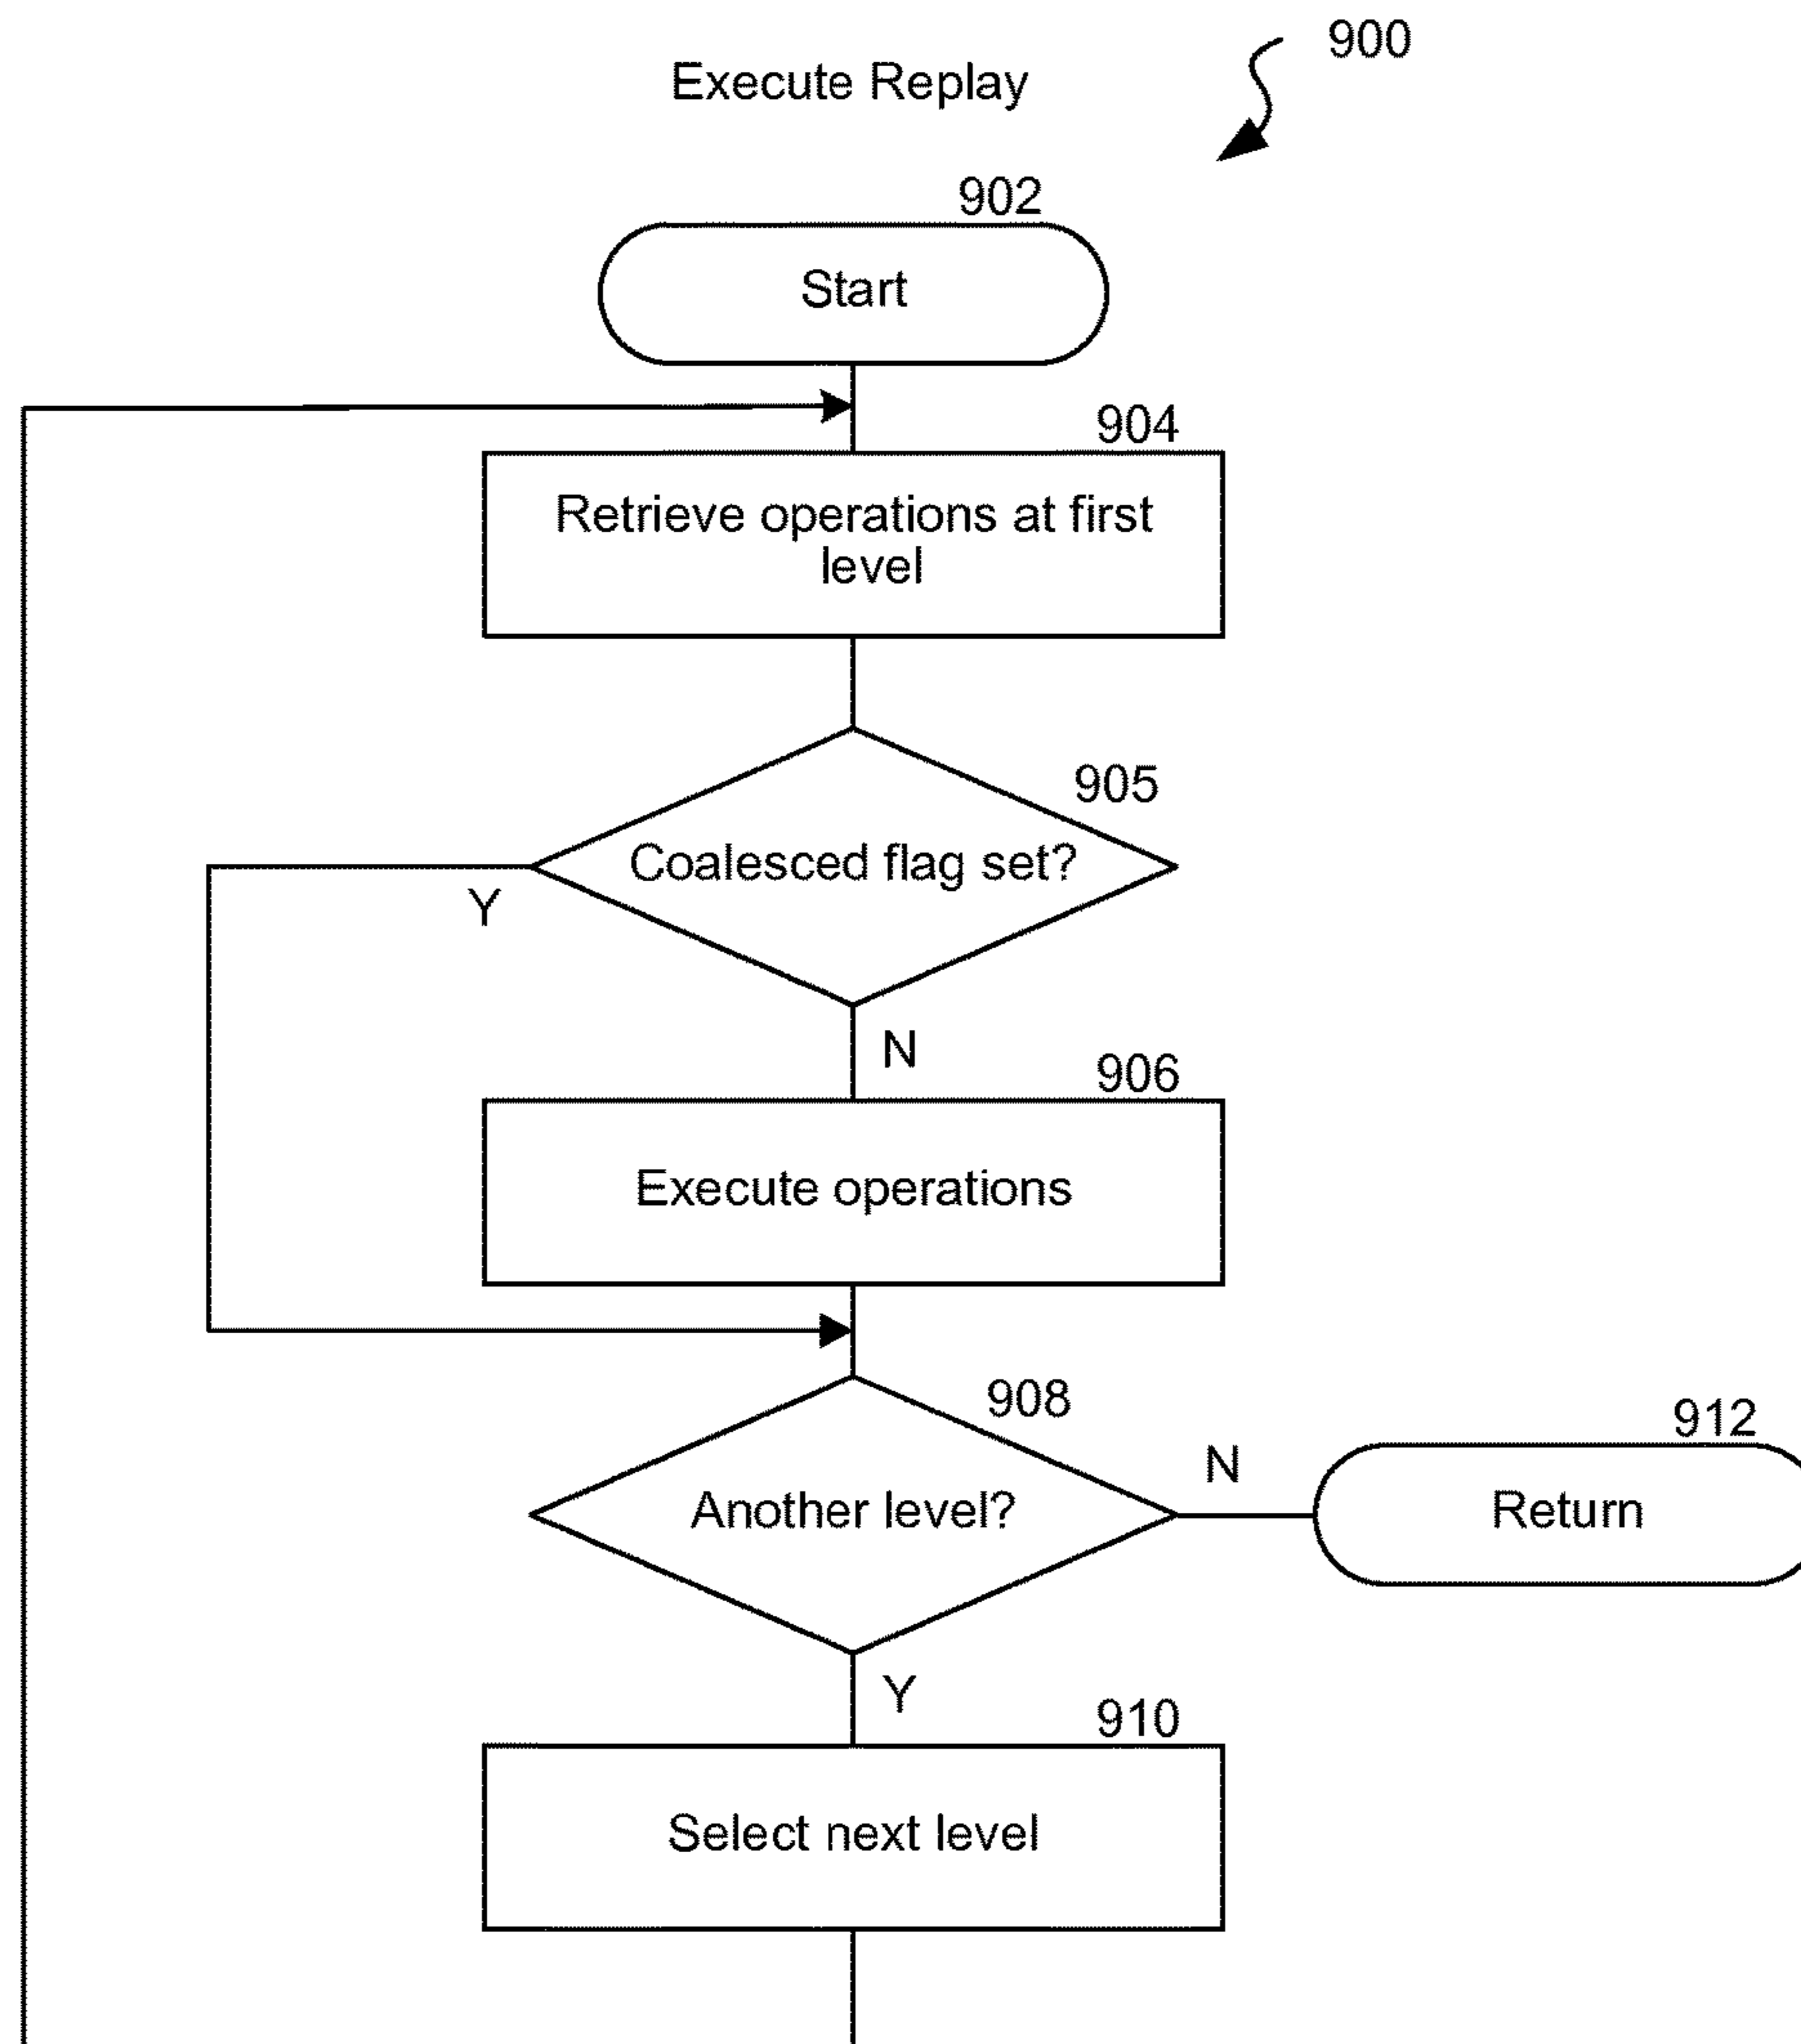 900
Execute Replay
902
Start
904
Retrieve operations at first
level
905
Coalesced flag set?
Y
N
906
Execute operations
908
Another level?
N
912
Return
Y
910
Select next level